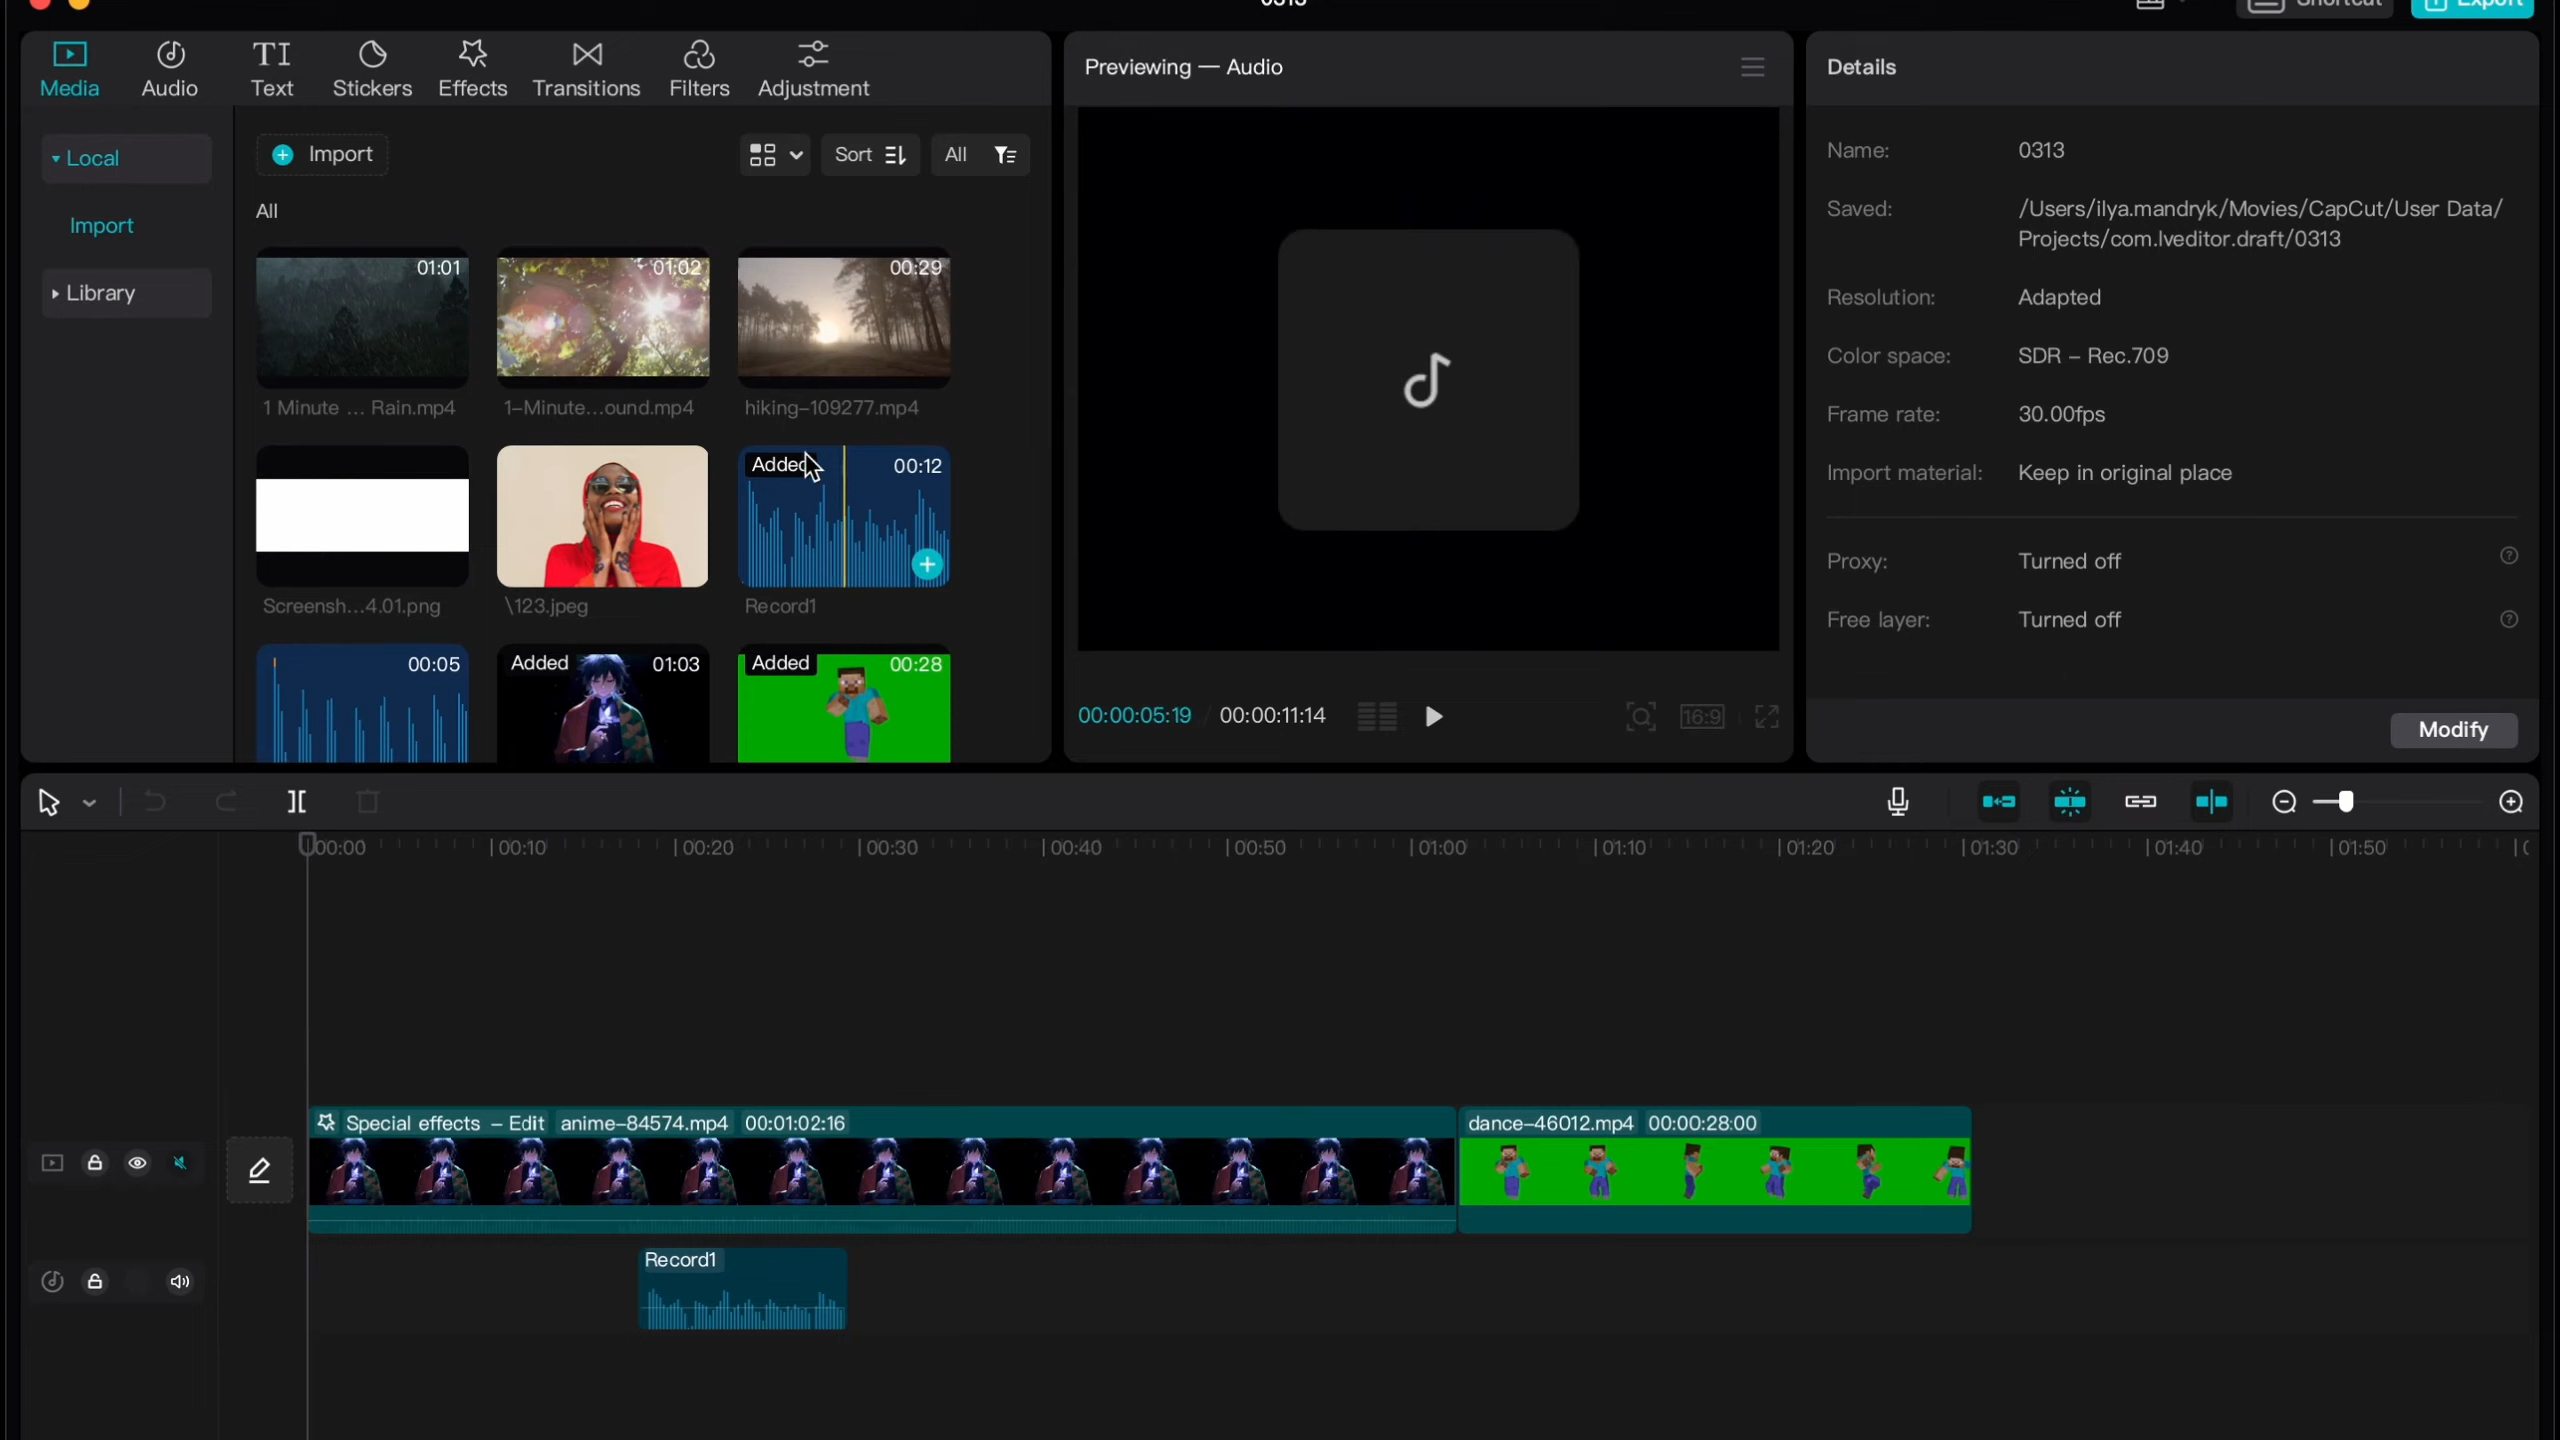 0313
Shortcut
Export
Media
Audio
Text
Stickers
Effects
Transitions
Filters
Adjustment
Local
Import
Library
Import
Sort
All
All
01:01
1 Minute ... Rain.mp4
01:02
1-Minute...ound.mp4
00:29
hiking-109277.mp4
Screensh...4.01.png
\123.jpeg
Added
00:12
Record1
00:05
Added
01:03
Added
00:28
Previewing — Audio
00:00:05:19
00:00:11:14
16:9
Details
Name:
0313
Saved:
/Users/ilya.mandryk/Movies/CapCut/User Data/
Projects/com.lveditor.draft/0313
Resolution:
Adapted
Color space:
SDR - Rec.709
Frame rate:
30.00fps
Import material:
Keep in original place
Proxy:
Turned off
Free layer:
Turned off
Modify
00:00
00:10
00:20
00:30
00:40
00:50
01:00
01:10
01:20
01:30
01:40
01:50
Special effects - Edit anime-84574.mp4 00:01:02:16
dance-46012.mp4 00:00:28:00
Record1